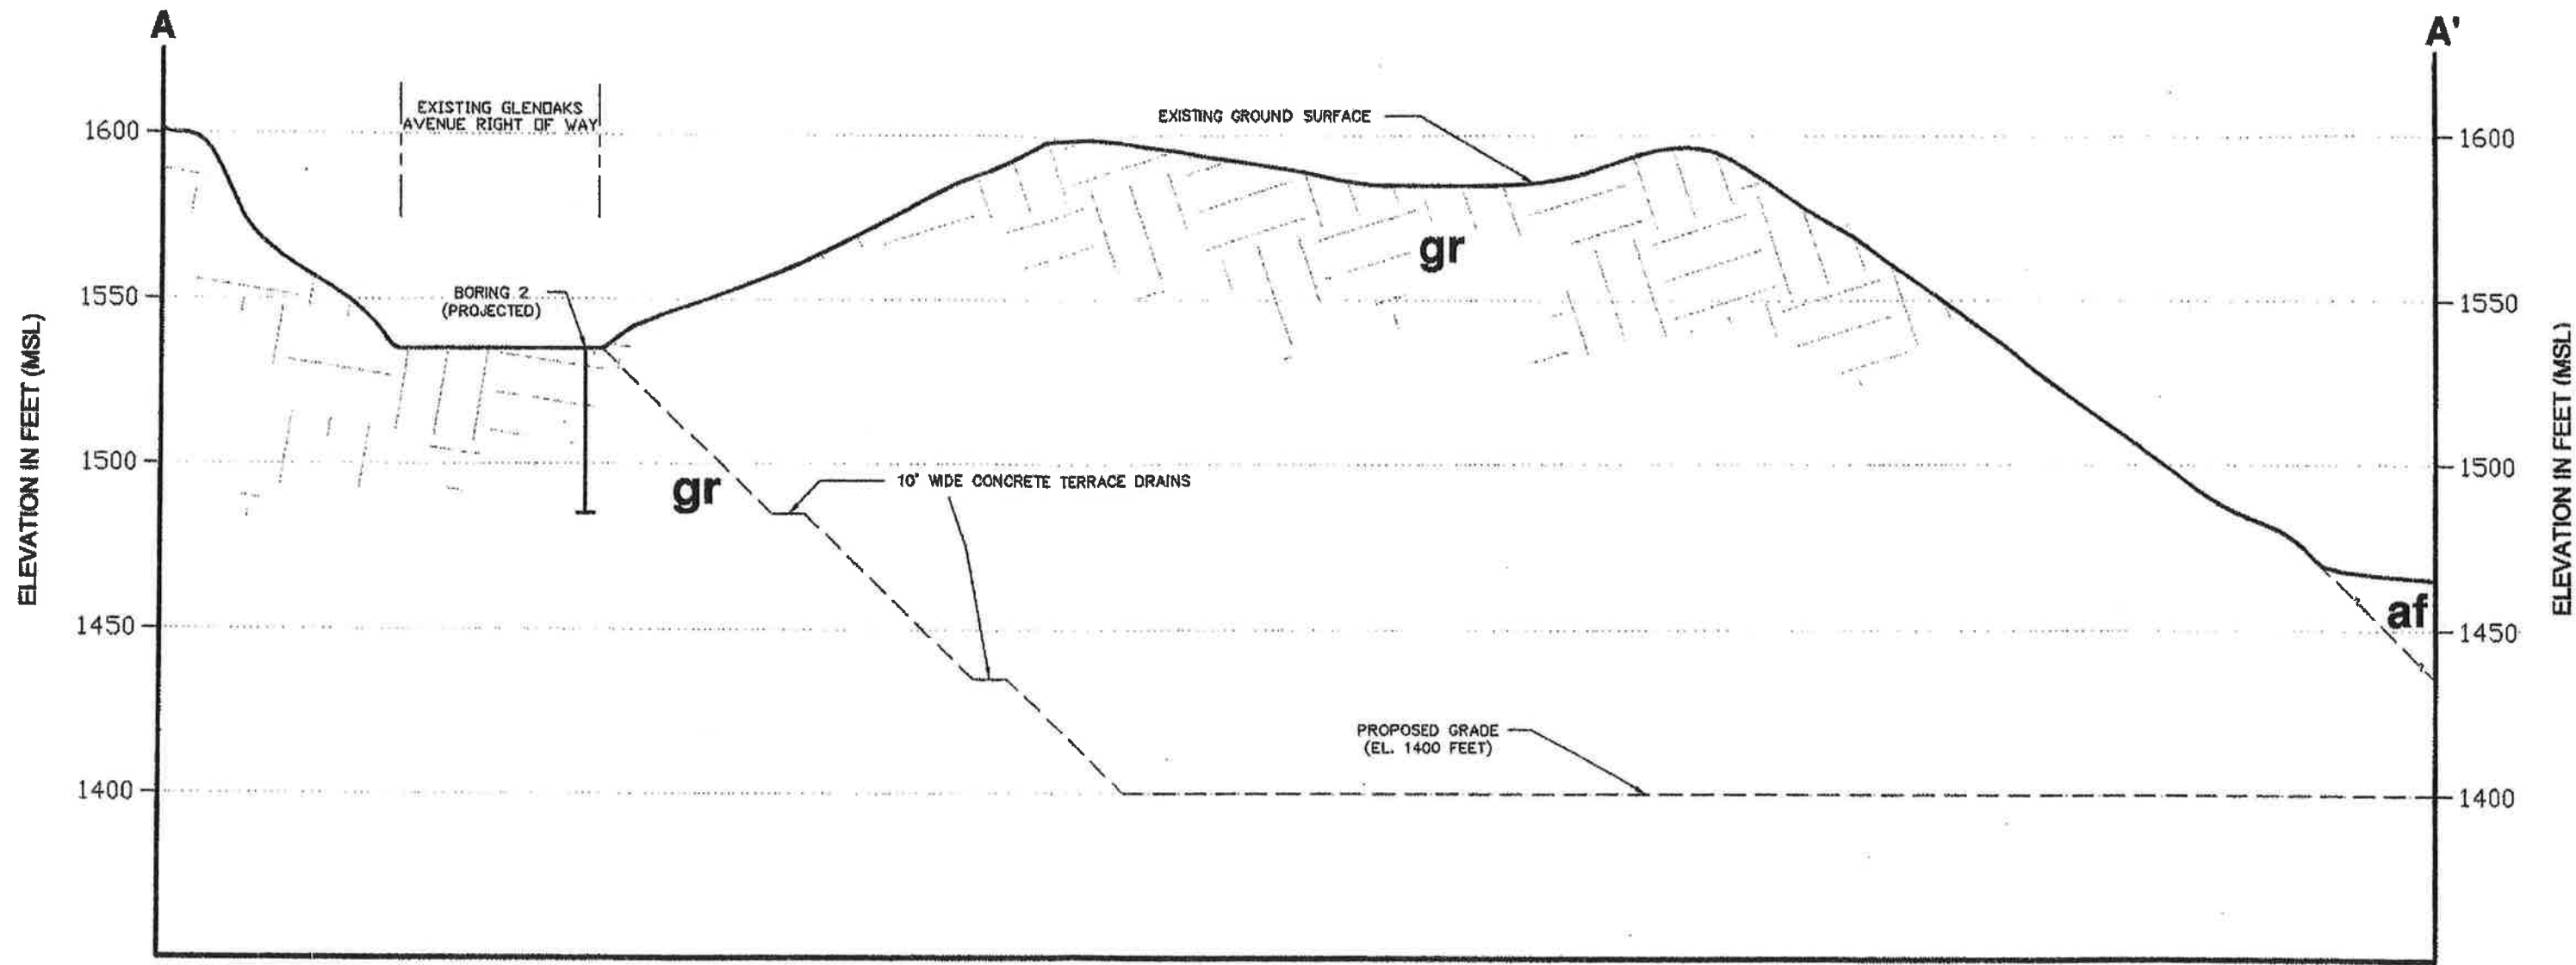 A
A'
EXISTING GLENOAKS
AVENUE RIGHT OF WAY
EXISTING GROUND SURFACE
1600
1600
gr
BORING 2
(PROJECTED)
1550
1550
ELEVATION IN FEET (MSL)
ELEVATION IN FEET (MSL)
1500
1500
gr
10' WIDE CONCRETE TERRACE DRAINS
af
1450
1450
PROPOSED GRADE
(EL. 1400 FEET)
1400
1400